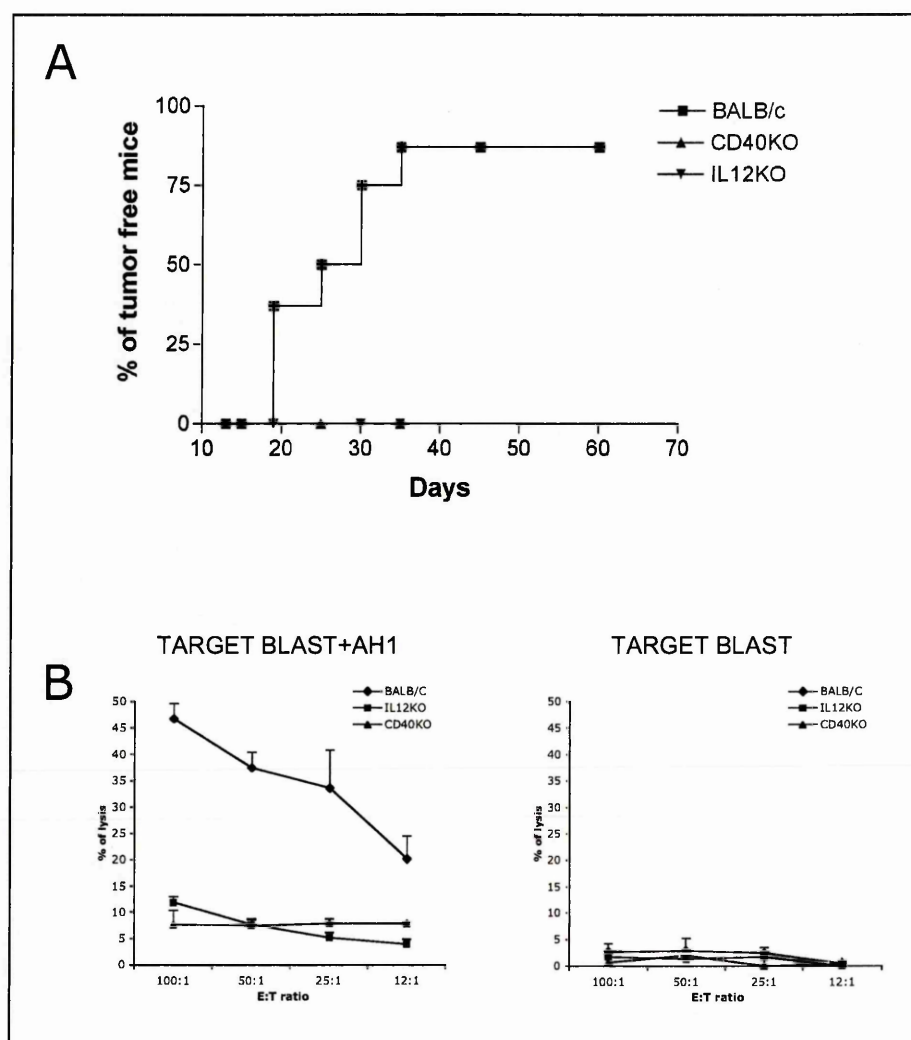 A
BALB/c
CD40KO
IL12KO
% of tumor free mice
100
75
50
25
0
10 20 30 40 50 60 70
Days
B
TARGET BLAST+AH1
BALB/C
IL12KO
CD40KO
% of lysis
50
45
40
35
30
25
20
15
10
5
0
100:1 50:1 25:1 12:1
E:T ratio
TARGET BLAST
BALB/C
IL12KO
CD40KO
% of lysis
50
45
40
35
30
25
20
15
10
5
0
100:1 50:1 25:1 12:1
E:T ratio